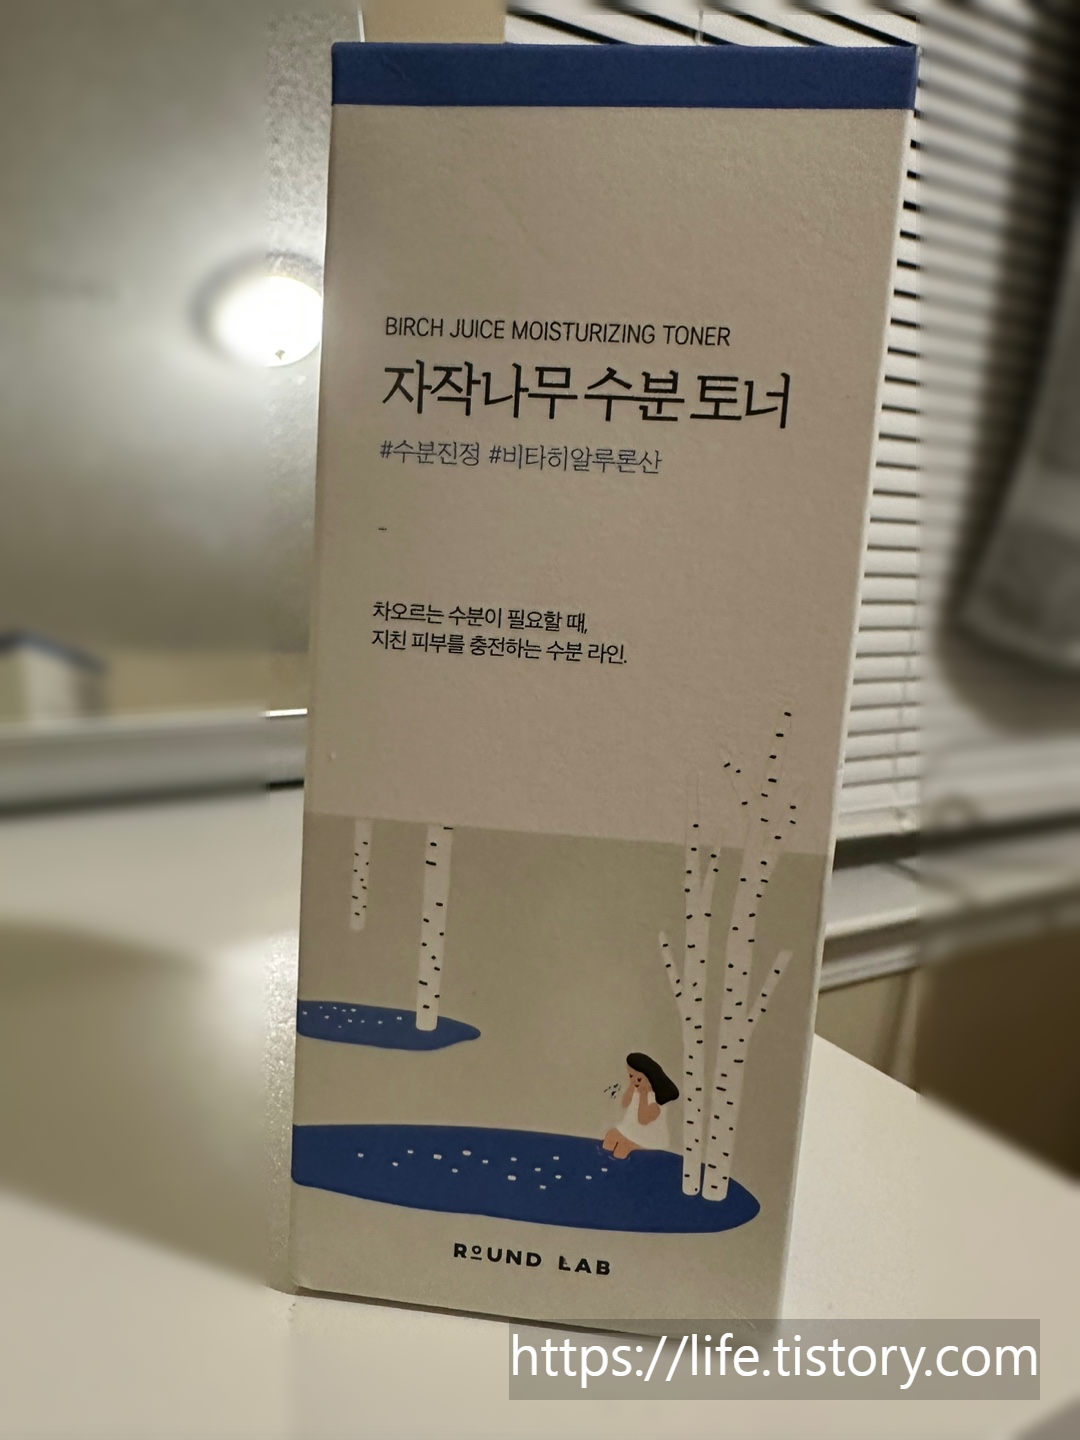 BIRCH JUICE MOISTURIZING TONER
자작나무 수분 토너
#수분진정 #비타히알루론산
-
차오르는 수분이 필요할 때,
지친 피부를 충전하는 수분 라인.
ROUND LAB
https://life.tistory.com